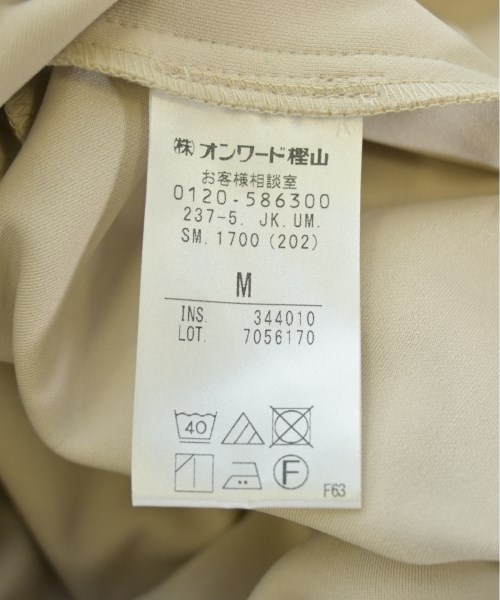 ㈱オンワード樫山
お客様相談室
0120-586300
237-5. JK.UM.
SM.1700(202)
M
INS. 344010
LOT. 7056170
40
F
F63